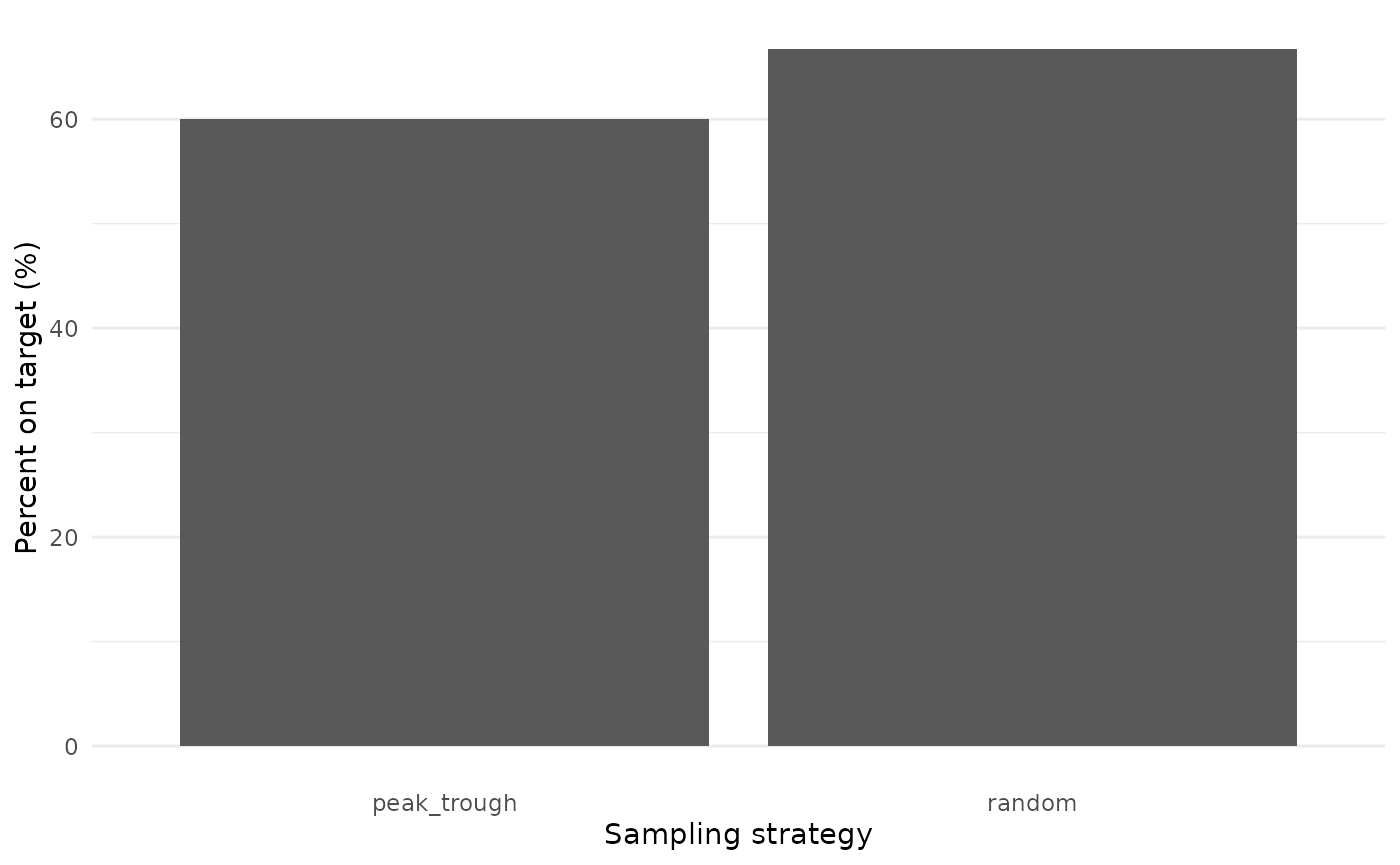 Percent on target (%)
60
40
20
0
peak_trough
random
Sampling strategy